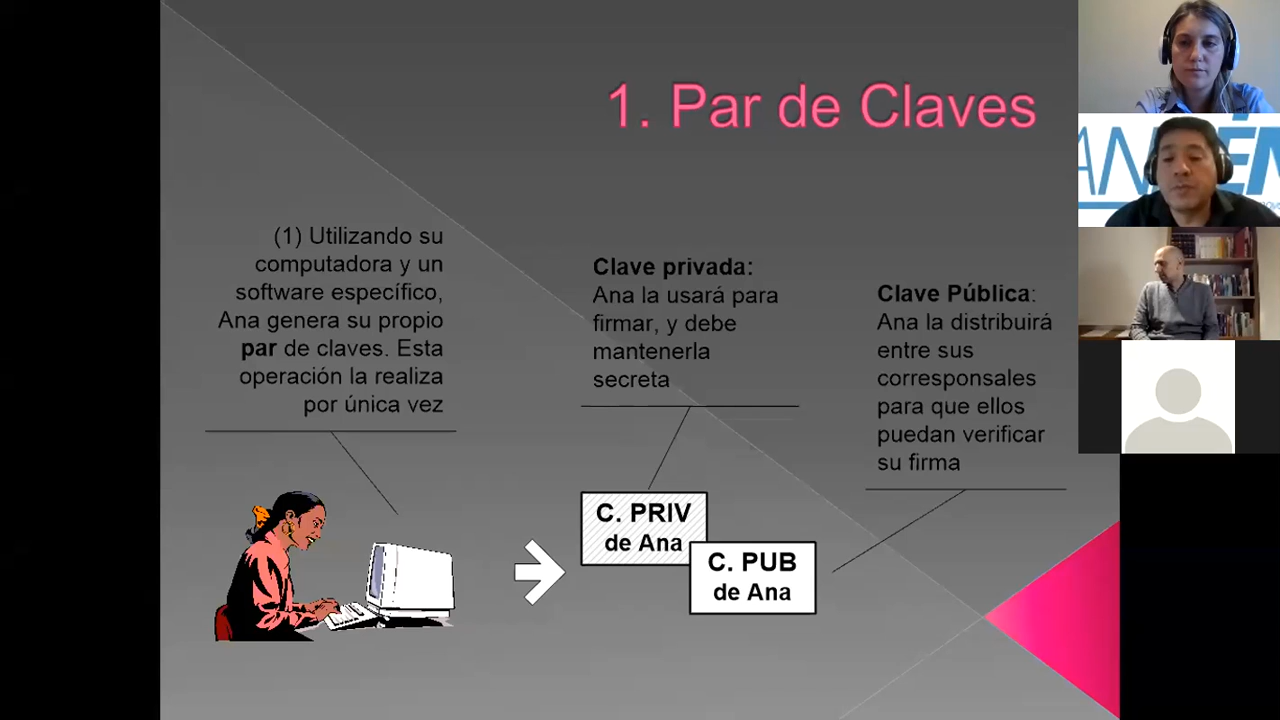 1. Par de Claves
(1) Utilizando su
computadora y un
software específico,
Ana genera su propio
par de claves. Esta
operación la realiza
por única vez
Clave privada:
Ana la usará para
firmar, y debe
mantenerla
secreta
Clave Pública:
Ana la distribuirá
entre sus
corresponsales
para que ellos
puedan verificar
su firma
C. PRIV
de Ana
C. PUB
de Ana